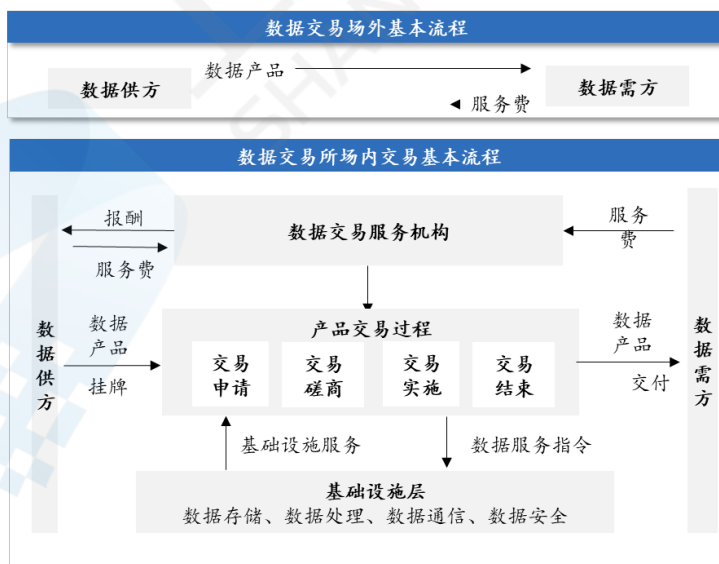 数据交易场外基本流程
数据供方
数据产品
服务费
数据需方
数据交易所场内交易基本流程
报酬
服务费
数据交易服务机构
服务
费
数据供方
数据
产品
挂牌
产品交易过程
交易
申请
交易
磋商
交易
实施
交易
结束
数据
产品
交付
数据需方
基础设施服务
数据服务指令
基础设施层
数据存储、数据处理、数据通信、数据安全